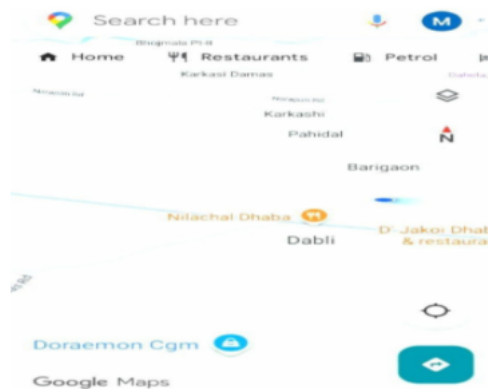 Search here
M
Home Restaurants Petrol
Karkasi Damas
Karkashi
Pahidal
N
Barigaon
Nilachal Dhaba
D' Jakoi Dhab
& restaura
Dabli
Rd
Doraemon Cgm
Google Maps